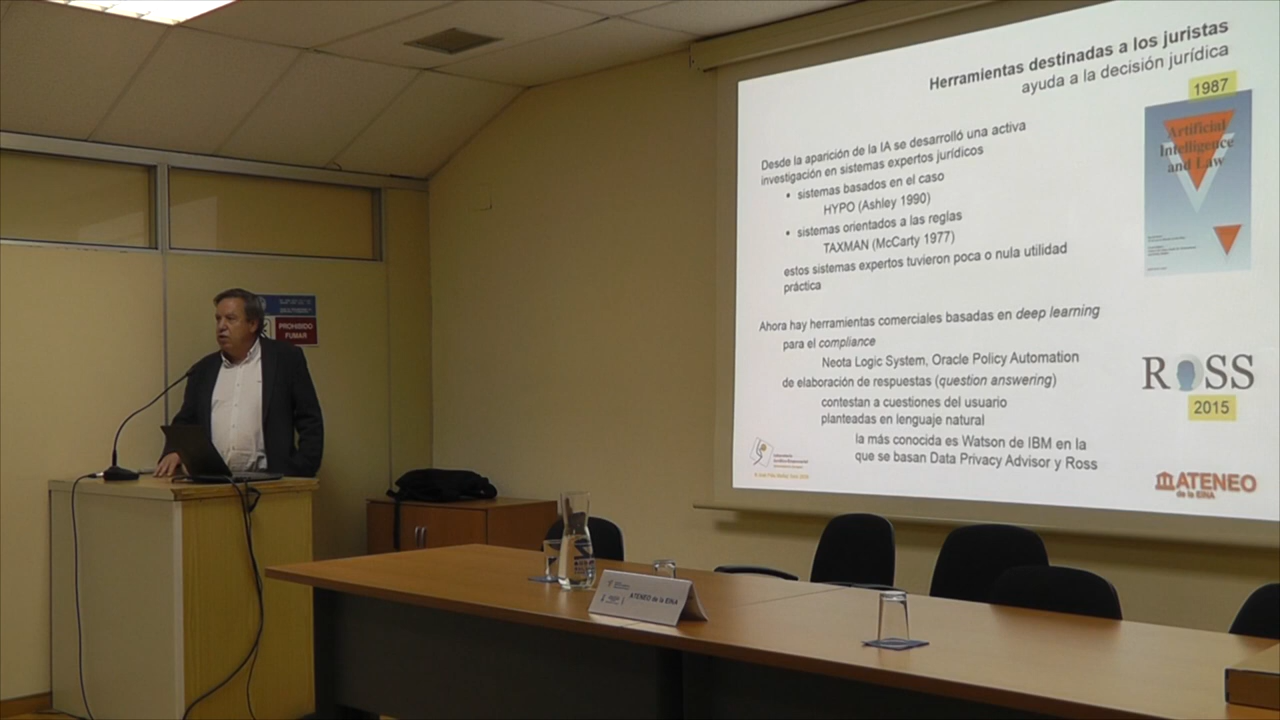 Herramientas destinadas a los juristas
ayuda a la decisión jurídica
1987
Artificial
Intelligence
and Law
Desde la aparición de la IA se desarrolló una activa
investigación en sistemas expertos jurídicos
• sistemas basados en el caso
HYPO (Ashley 1990)
• sistemas orientados a las reglas
TAXMAN (McCarty 1977)
estos sistemas expertos tuvieron poca o nula utilidad
práctica
Ahora hay herramientas comerciales basadas en deep learning
para el compliance
Neota Logic System, Oracle Policy Automation
de elaboración de respuestas (question answering)
contestan a cuestiones del usuario
planteadas en lenguaje natural
la más conocida es Watson de IBM en la
que se basan Data Privacy Advisor y Ross
ROSS
2015
ATENEO
de la EINA
PROHIBIDO
FUMAR
ATENEO de la EINA